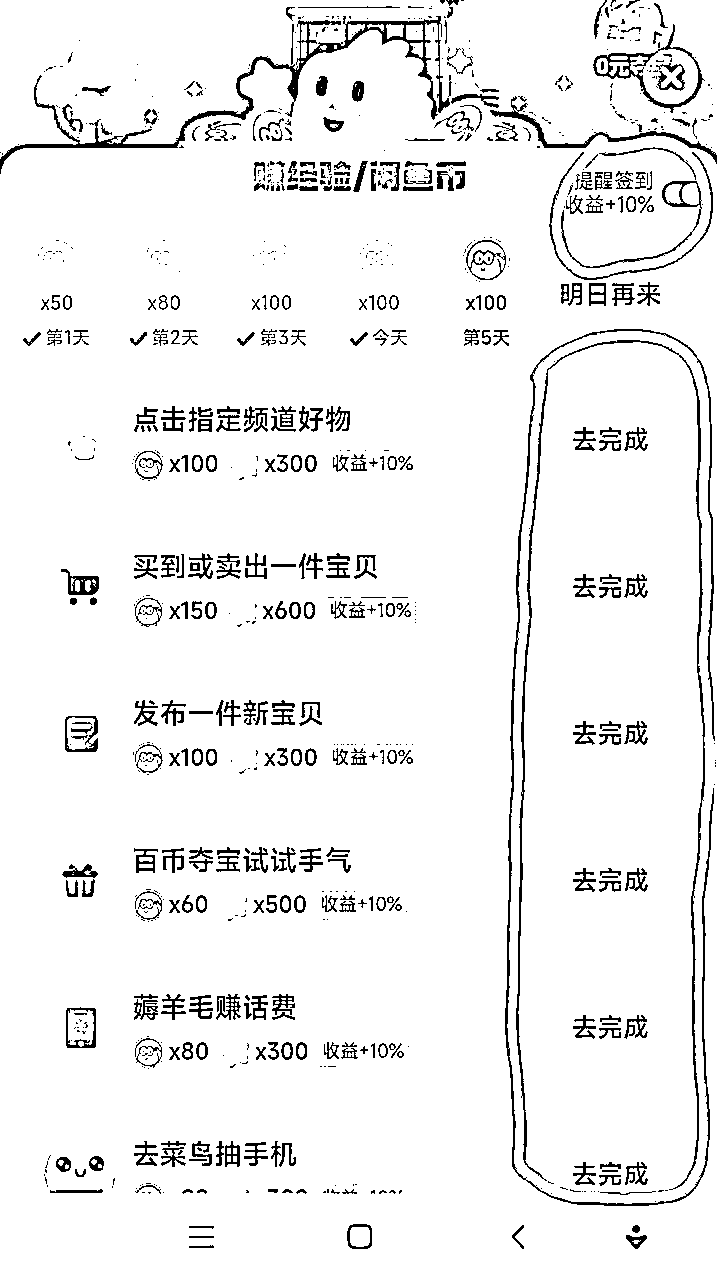 赚经验/闲鱼币
提醒签到
收益+10%
x50
x80
x100
x100
x100
明日再来
第1天
第2天
第3天
今天
第5天
点击指定频道好物
x100 x300 收益+10%
去完成
买到或卖出一件宝贝
x150 x600 收益+10%
去完成
发布一件新宝贝
x100 x300 收益+10%
去完成
百币夺宝试试手气
x60 x500 收益+10%
去完成
薅羊毛赚话费
x80 x300 收益+10%
去完成
去菜鸟抽手机
去完成